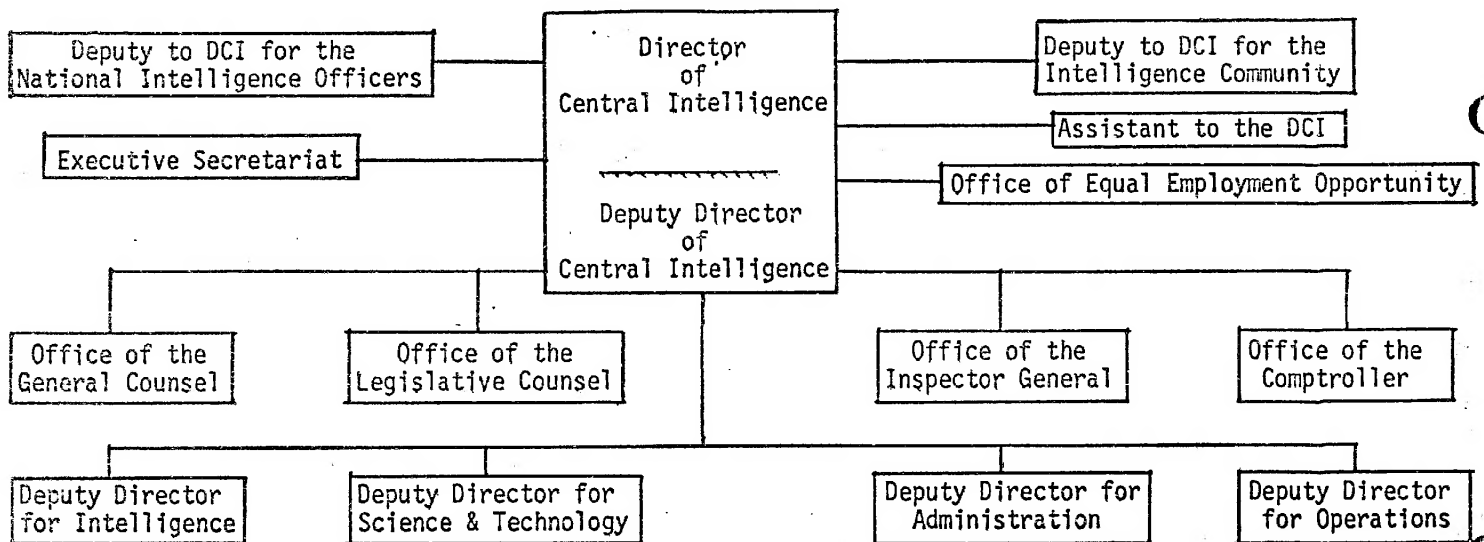 Deputy to DCI for the
National Intelligence Officers
Director
of
Central Intelligence
Deputy to DCI for the
Intelligence Community
Assistant to the DCI
Executive Secretariat
Office of Equal Employment Opportunity
Deputy Director
of
Central Intelligence
Office of the
General Counsel
Office of the
Legislative Counsel
Office of the
Inspector General
Office of the
Comptroller
Deputy Director
for Intelligence
Deputy Director for
Science & Technology
Deputy Director for
Administration
Deputy Director
for Operations